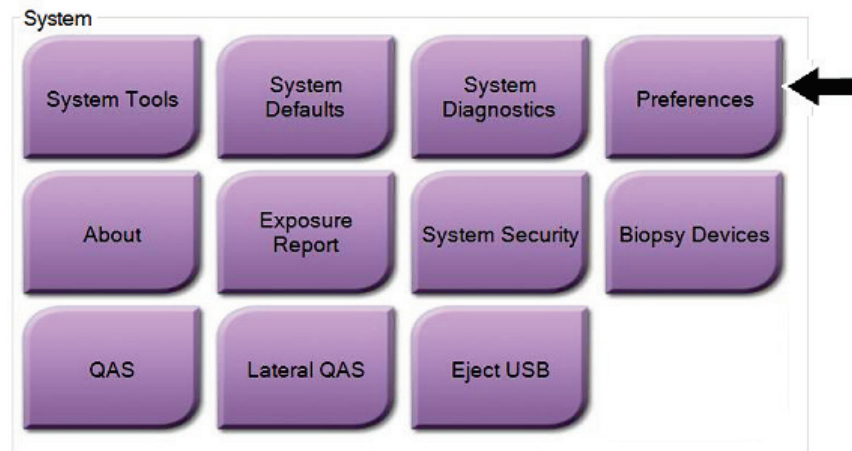 System
System Tools
System
Defaults
System
Diagnostics
Preferences
About
Exposure
Report
System Security
Biopsy Devices
QAS
Lateral QAS
Eject USB